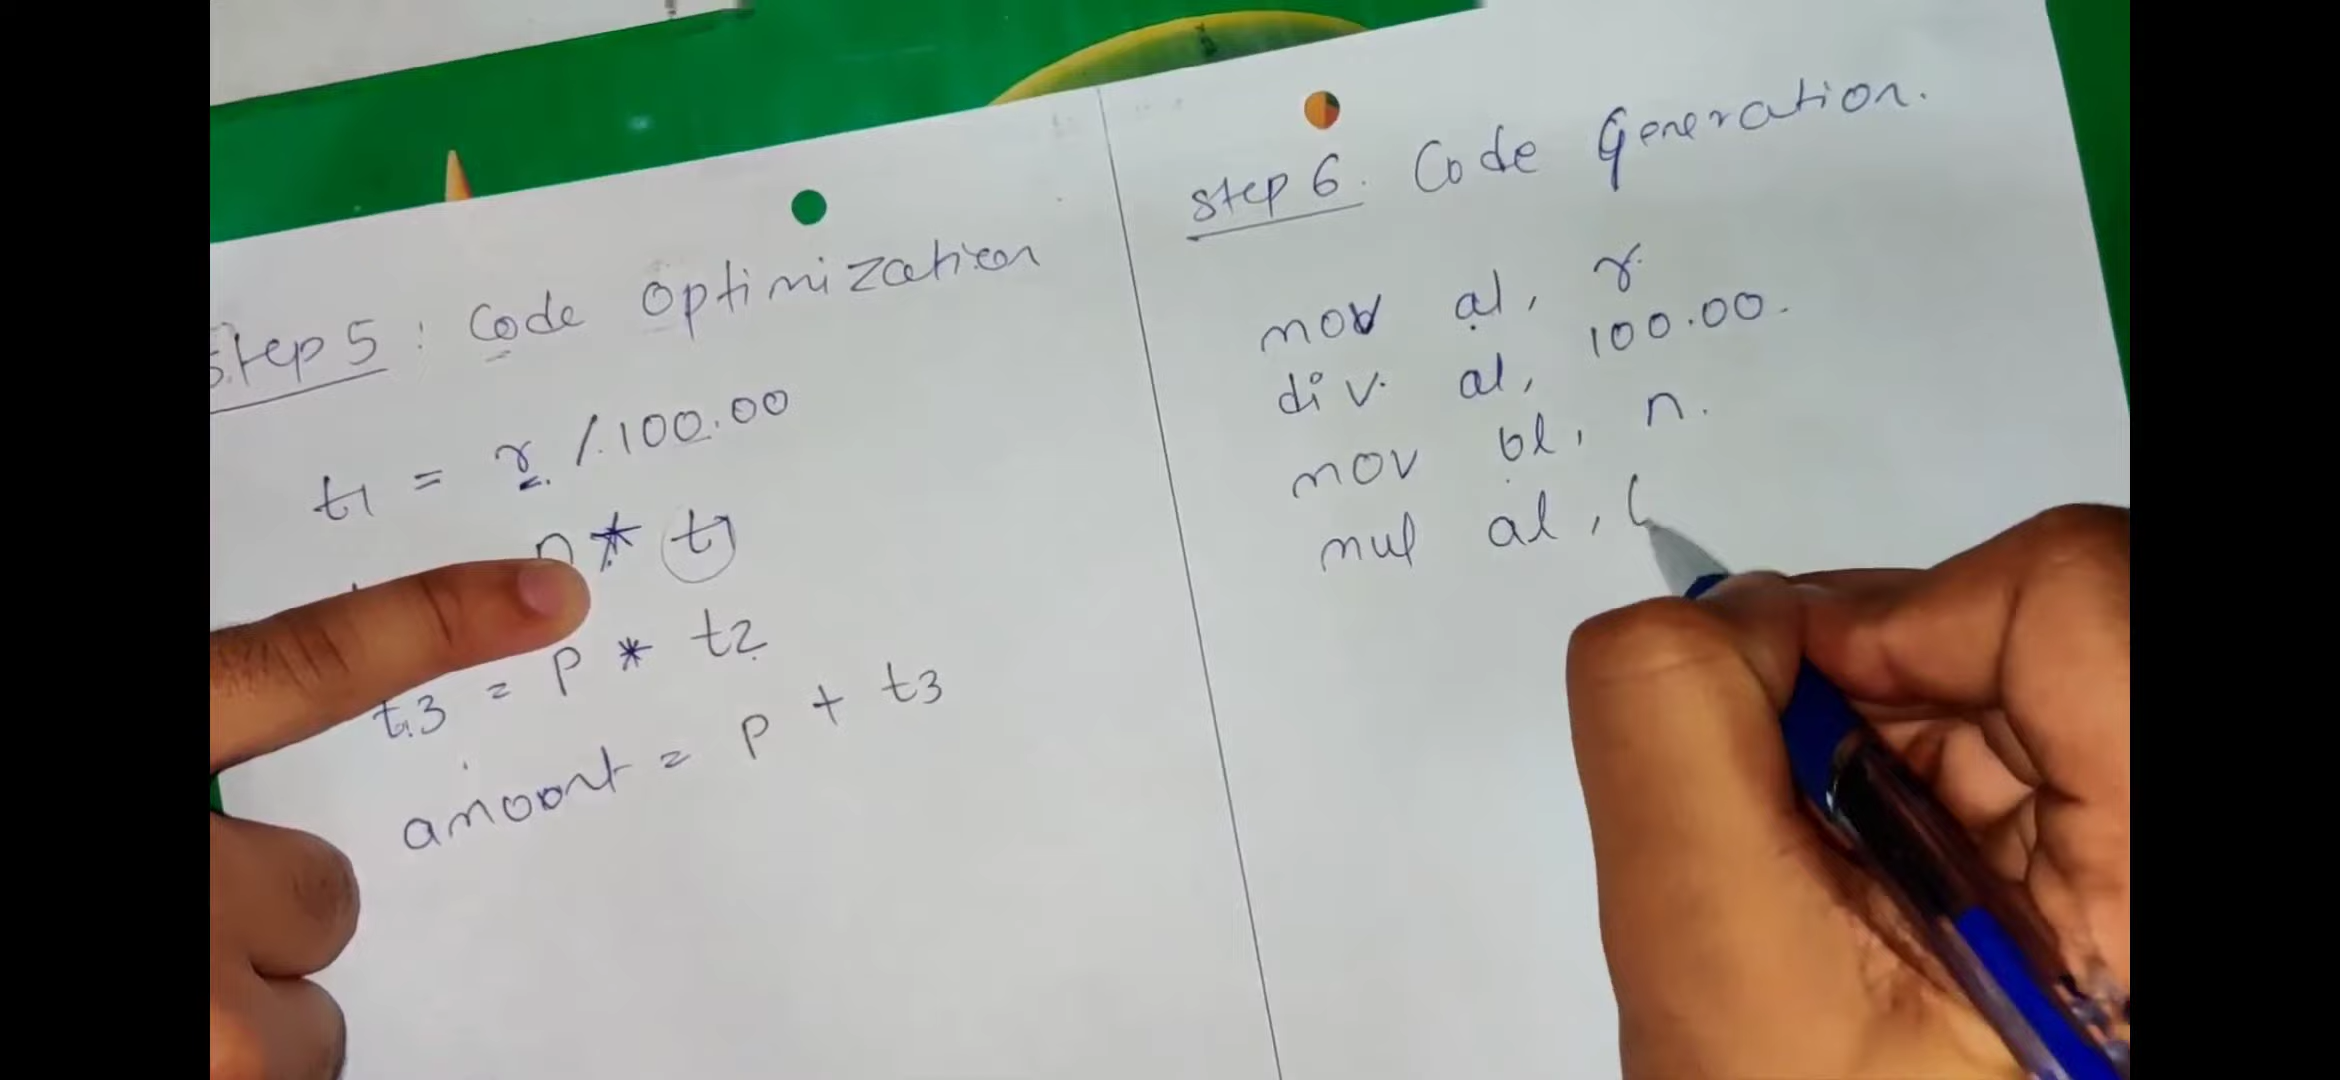 Step 5 : Code Optimization
t1 = r / 100.00
n * t1
t3 = p * t2
amount = p + t3
Step 6. Code Generation.
mov al, r
div. al, 100.00.
mov bl, n.
mul al,